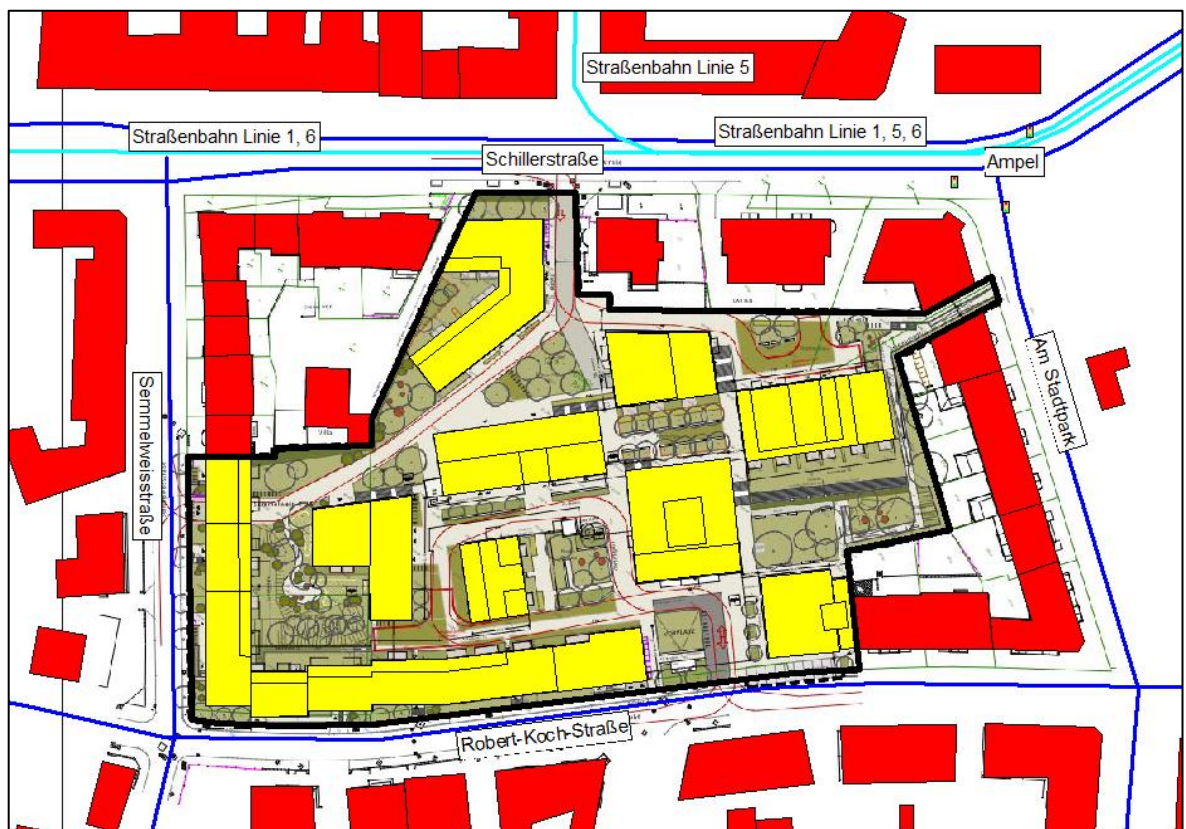 Straßenbahn Linie 5
Straßenbahn Linie 1, 6
Straßenbahn Linie 1, 5, 6
Schillerstraße
Ampel
Semmelweisstraße
Am Stadtpark
Robert-Koch-Straße